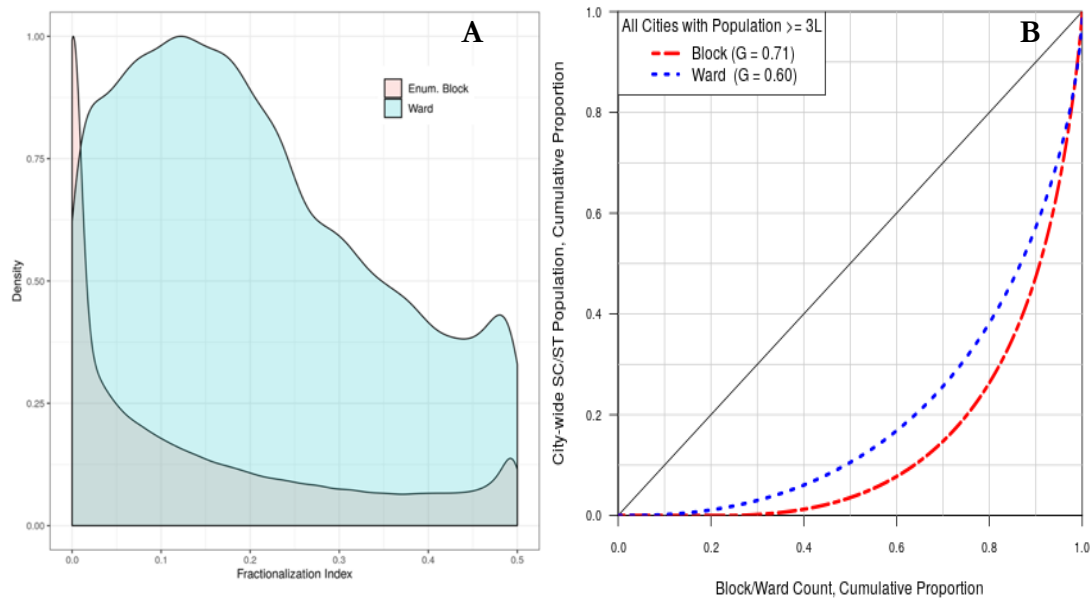 A
Enum. Block
Ward
1.00
0.75
0.50
0.25
0.00
Density
0.0 0.1 0.2 0.3 0.4 0.5
Fractionalization Index
B
All Cities with Population >= 3L
Block (G = 0.71)
Ward (G = 0.60)
1.0
0.8
0.6
0.4
0.2
0.0
City-wide SC/ST Population, Cumulative Proportion
0.0 0.2 0.4 0.6 0.8 1.0
Block/Ward Count, Cumulative Proportion